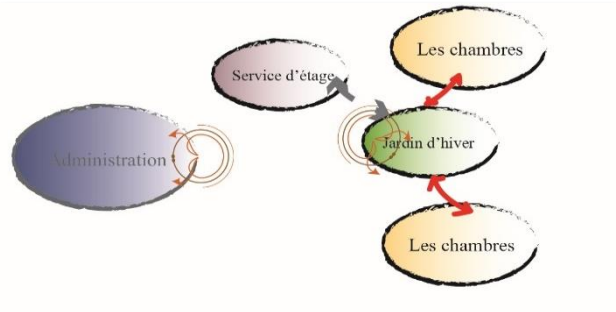 Les chambres
Service d'étage
Jardin d'hiver
Administration
Les chambres